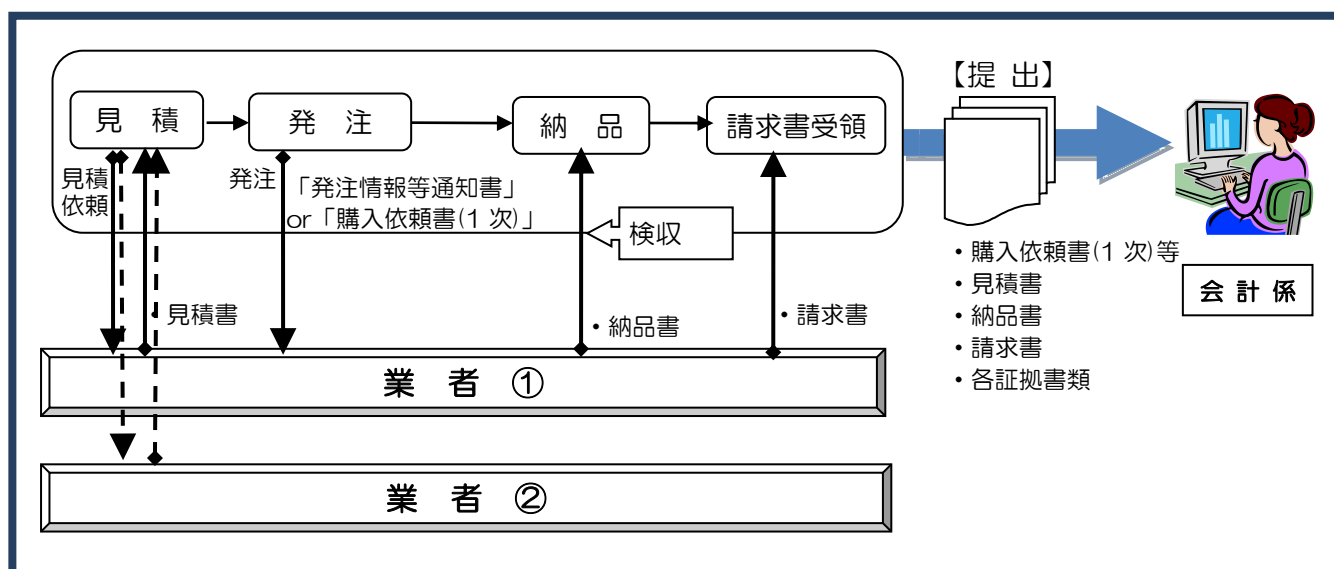 【提 出】
見 積
発 注
納 品
請求書受領
見積
依頼
発注
「発注情報等通知書」
or「購入依頼書(1 次)」
検収
・購入依頼書(1 次)等
・見積書
・納品書
・請求書
・各証拠書類
会 計 係
・見積書
・納品書
・請求書
業 者 ①
業 者 ②